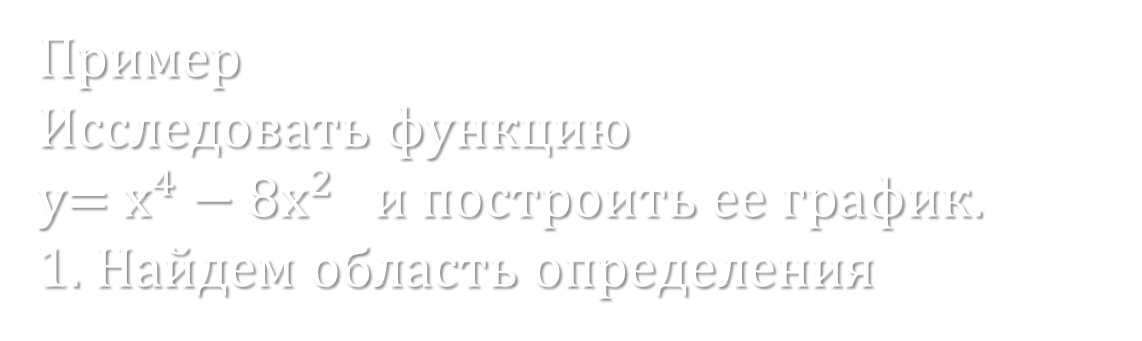 Пример
Исследовать функцию
y= x⁴ − 8x² и построить ее график.
1. Найдем область определения